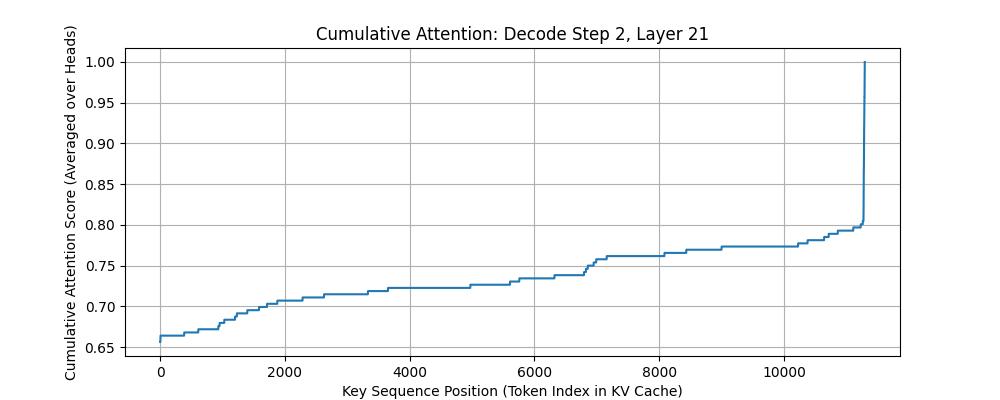 Cumulative Attention: Decode Step 2, Layer 21
Cumulative Attention Score (Averaged over Heads)
1.00
0.95
0.90
0.85
0.80
0.75
0.70
0.65
0 2000 4000 6000 8000 10000
Key Sequence Position (Token Index in KV Cache)